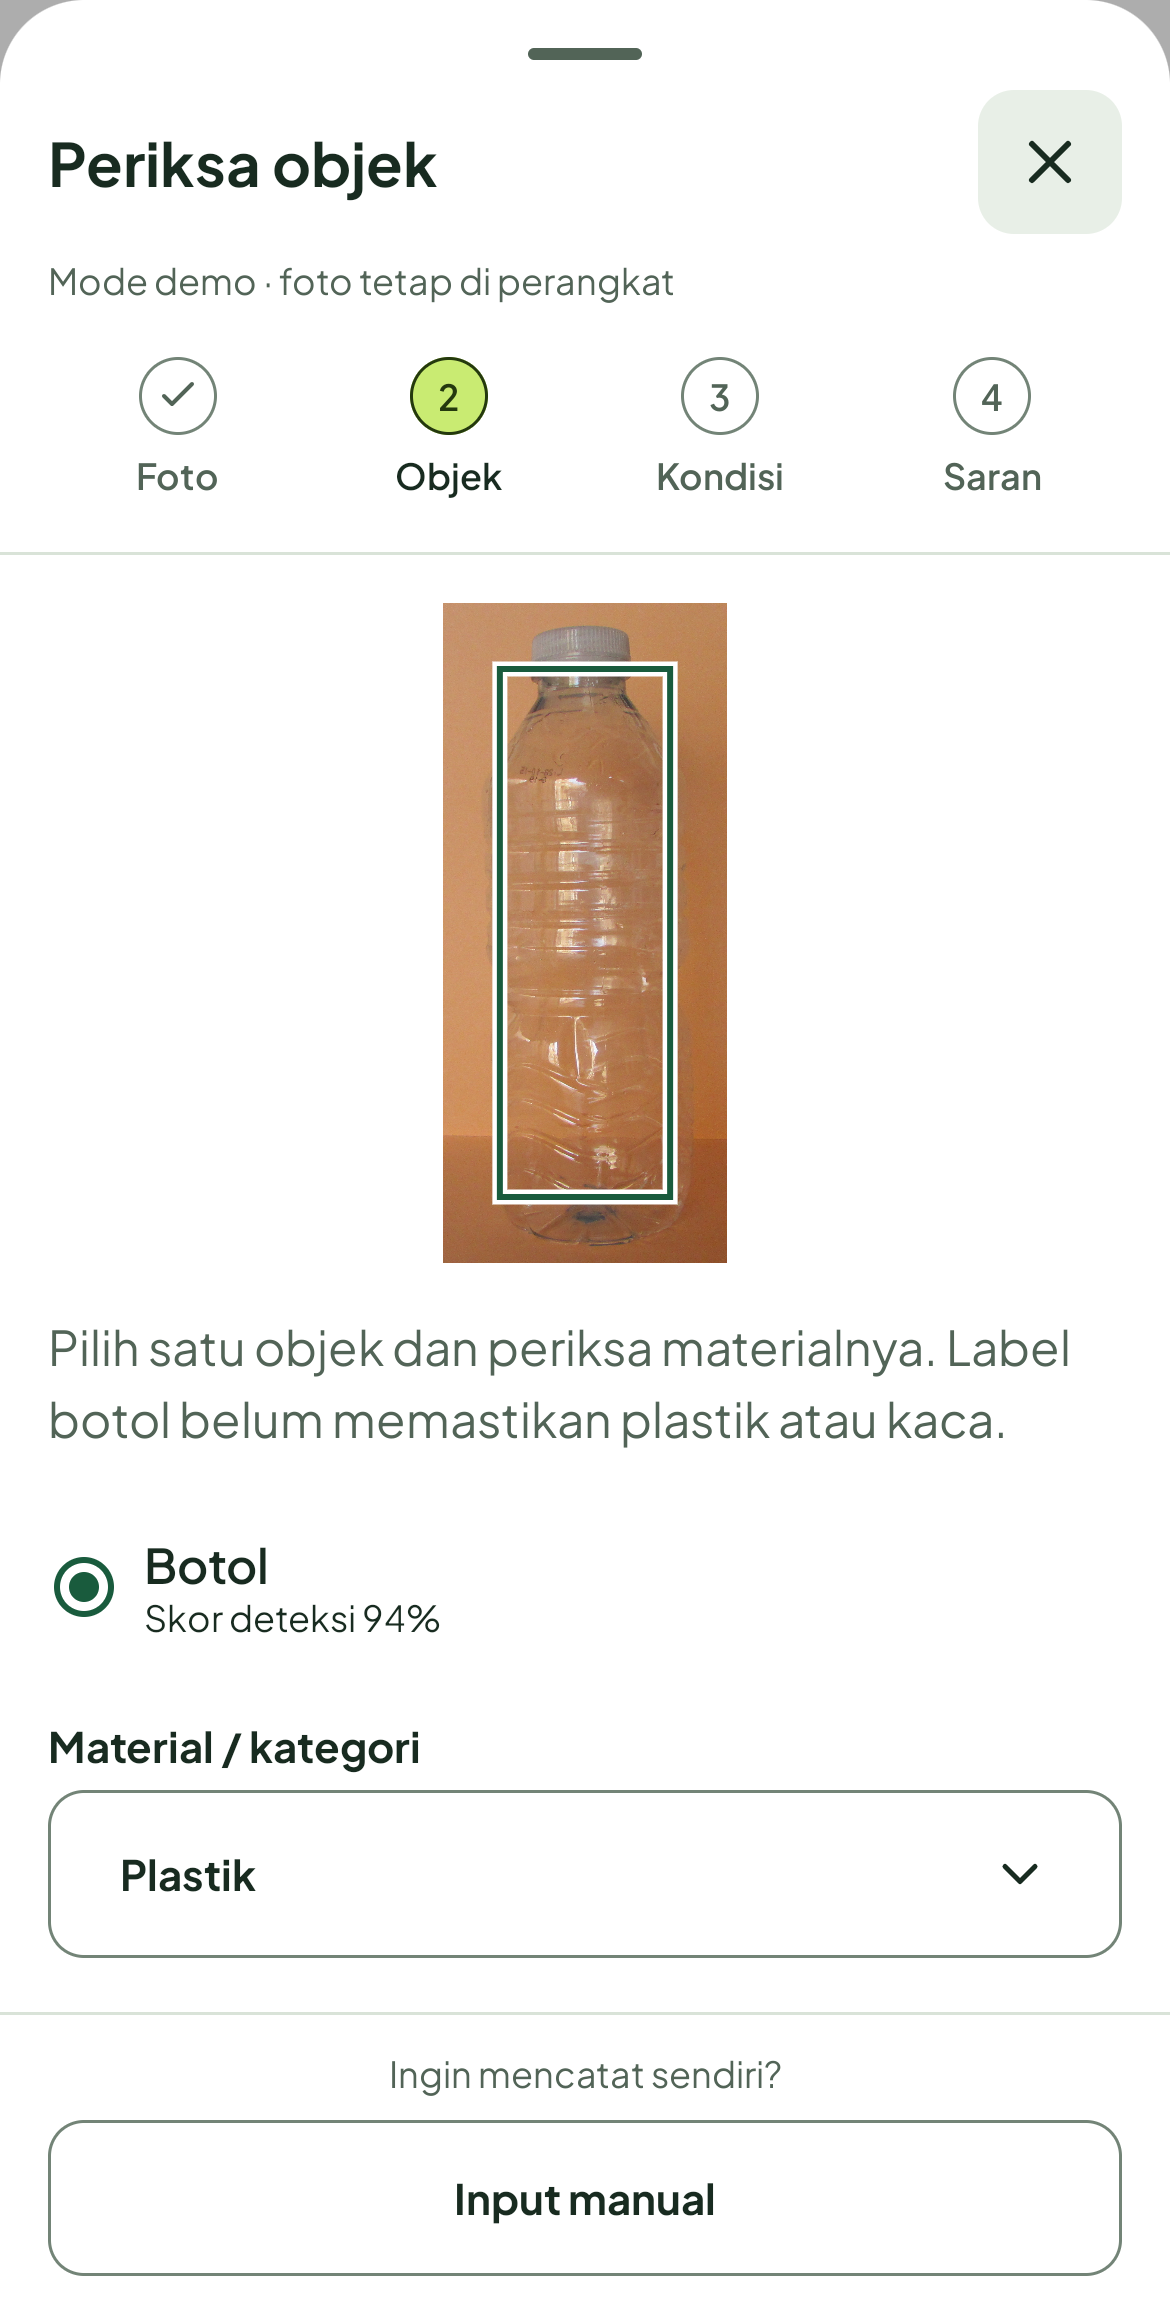 Periksa objek
Mode demo · foto tetap di perangkat
Foto
2
Objek
3
Kondisi
4
Saran
Pilih satu objek dan periksa materialnya. Label
botol belum memastikan plastik atau kaca.
Botol
Skor deteksi 94%
Material / kategori
Plastik
Ingin mencatat sendiri?
Input manual